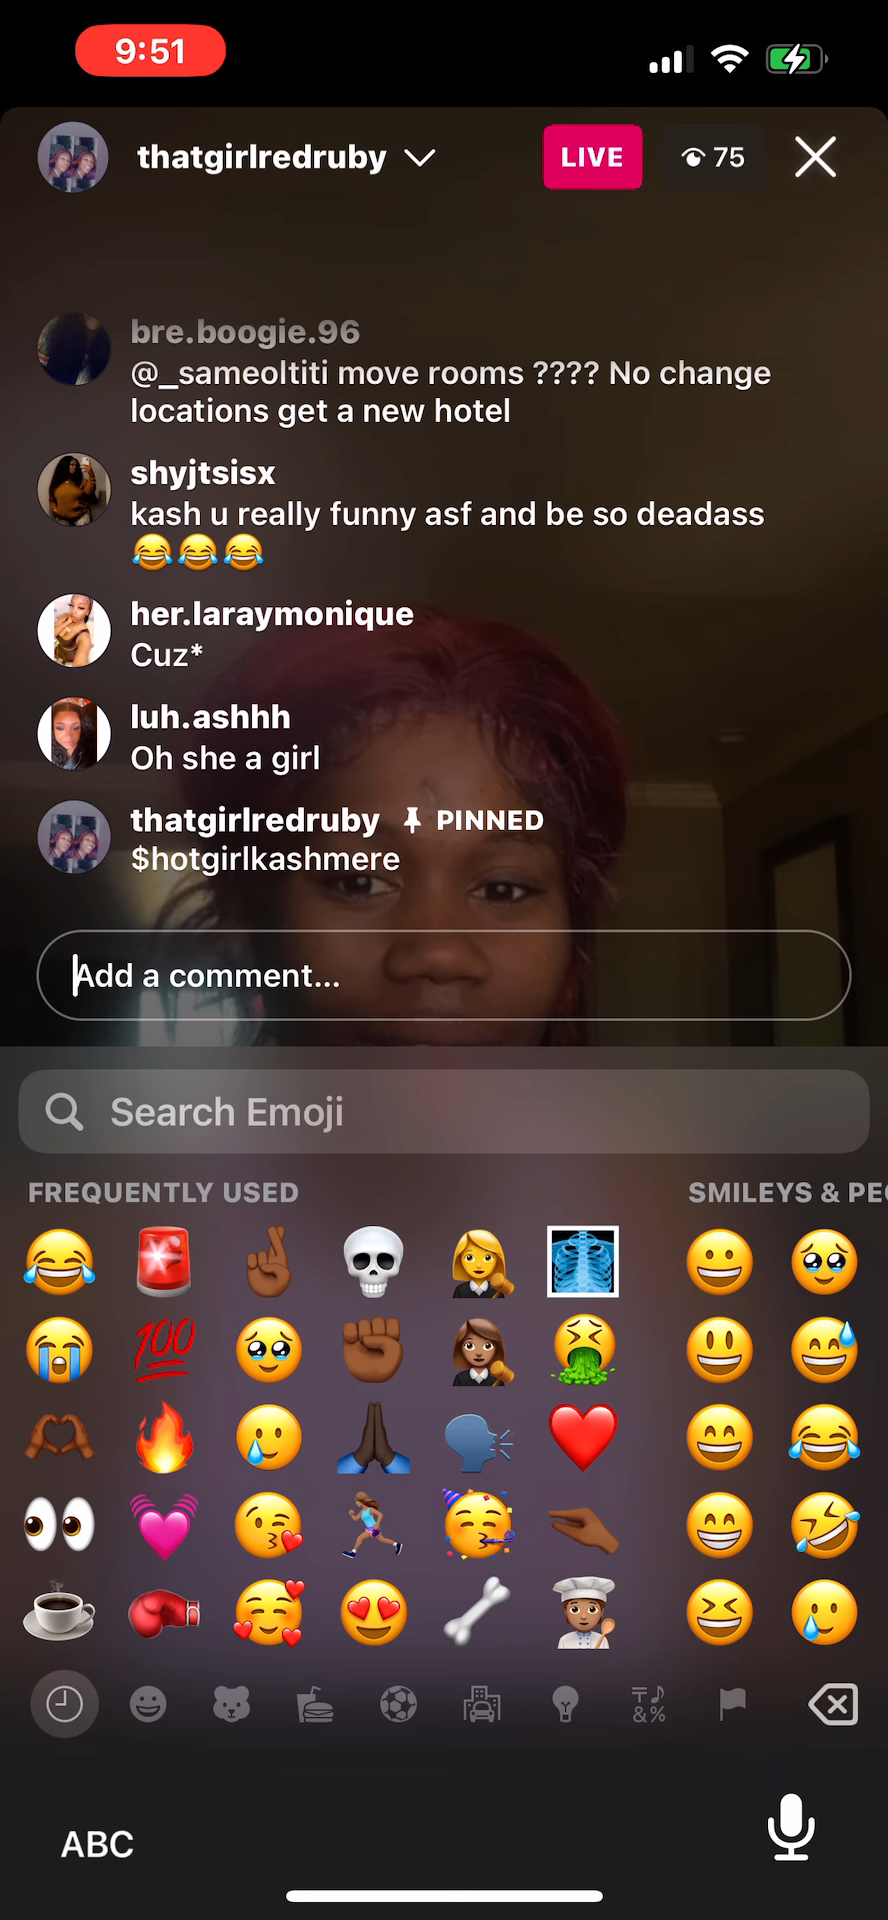 9:51
thatgirlredruby
LIVE
75
bre.boogie.96
@_sameoltiti move rooms ???? No change
locations get a new hotel
shyjtsisx
kash u really funny asf and be so deadass
😂😂😂
her.laraymonique
Cuz*
luh.ashhh
Oh she a girl
thatgirlredruby PINNED
$hotgirlkashmere
Add a comment...
Search Emoji
FREQUENTLY USED SMILEYS & PE
100
&%
ABC